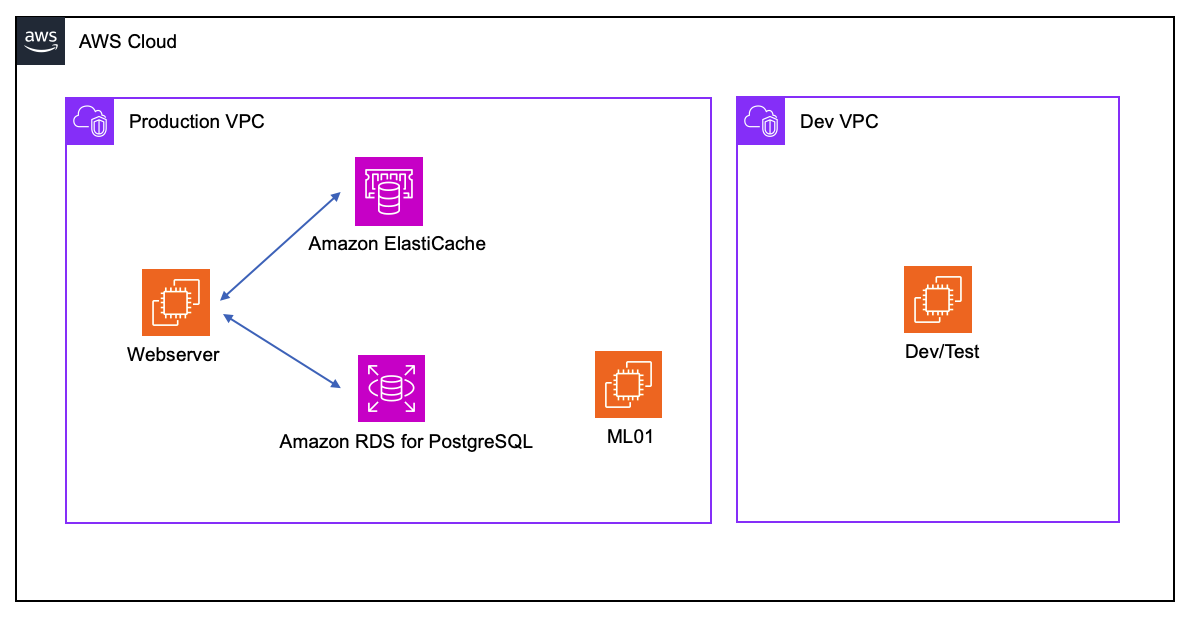 aws
AWS Cloud
Production VPC
Dev VPC
Amazon ElastiCache
Webserver
Dev/Test
Amazon RDS for PostgreSQL
ML01